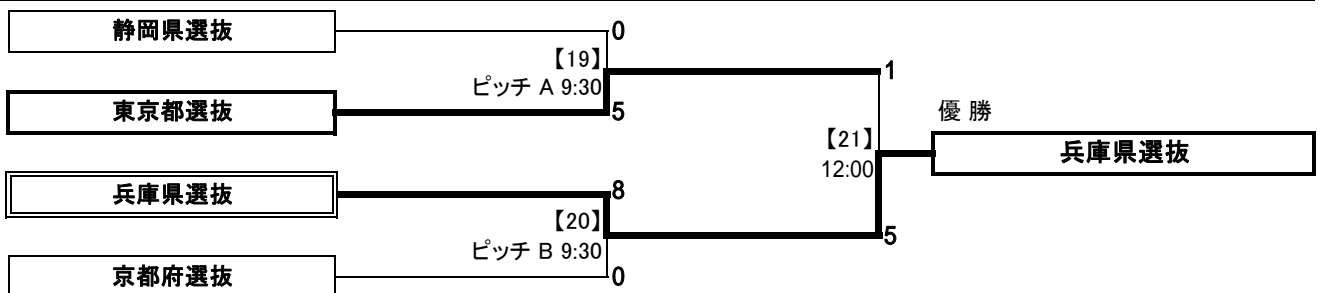 静岡県選抜
0
【19】
ピッチ A 9:30
1
東京都選抜
5
優 勝
【21】
12:00
兵庫県選抜
兵庫県選抜
8
【20】
ピッチ B 9:30
5
京都府選抜
0